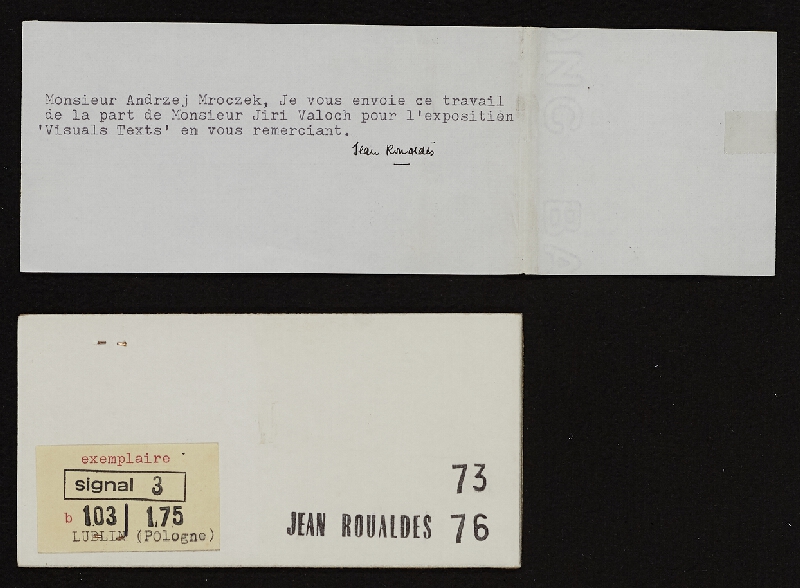 Monsieur Andrzej Mroczek, Je vous envoie ce travail
de la part de Monsieur Jiri Valoch pour l'exposition
'Visuals Texts' en vous remerciant.
Jean Roualdes
exemplaire
signal 3
b 103 1.75
LUBLIN (POlogne)
73
JEAN ROUALDES 76